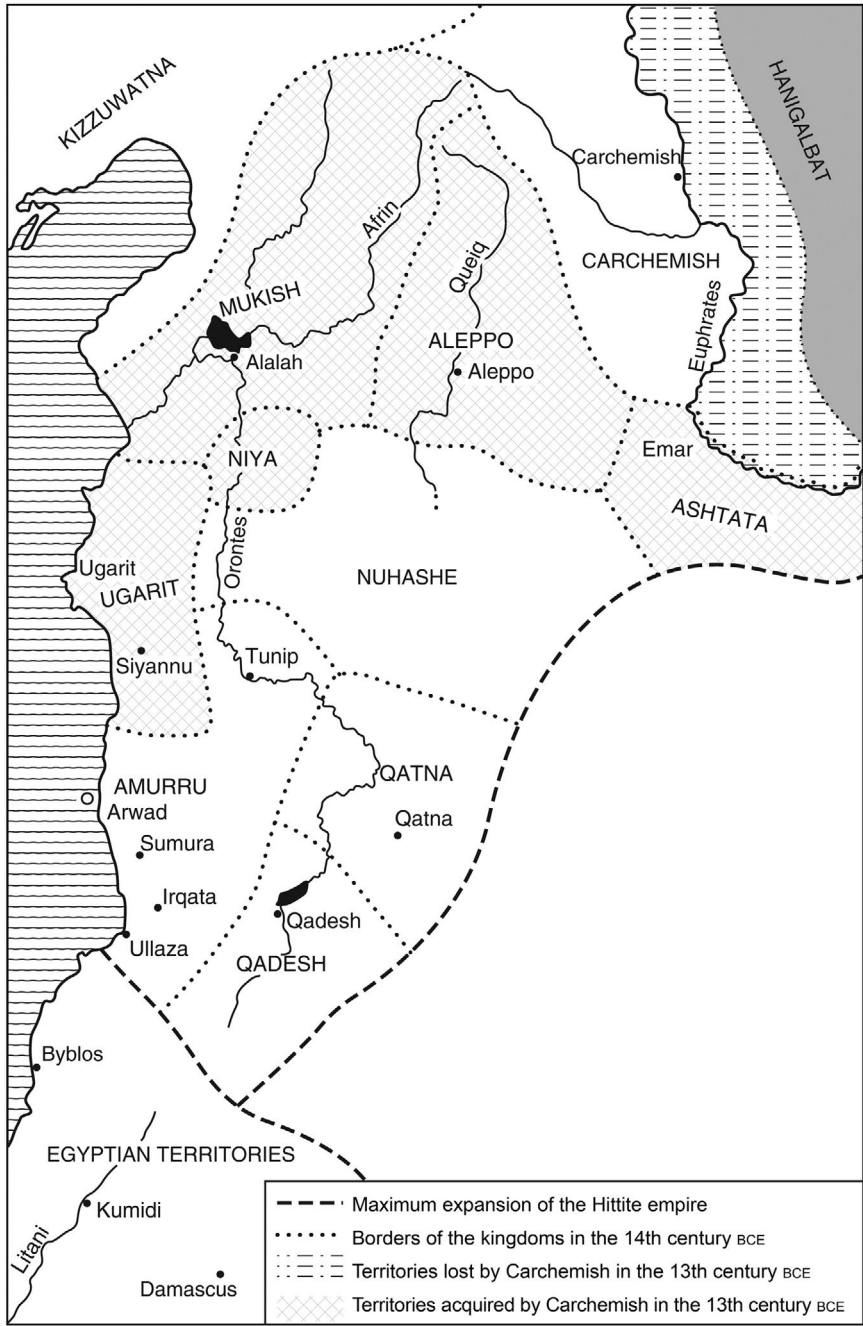 KIZZUWATNA
HANIGALBAT
Carchemish
Afrin
Queiq
CARCHEMISH
MUKISH
Euphrates
ALEPPO
Alalah
Aleppo
NIYA
Emar
ASHTATA
Orontes
Ugarit
UGARIT
NUHASHE
Siyannu
Tunip
QATNA
AMURRU
Arwad
Qatna
Sumura
Irqata
Qadesh
Ullaza
QADESH
Byblos
EGYPTIAN TERRITORIES
Kumidi
Litani
Damascus
Maximum expansion of the Hittite empire
Borders of the kingdoms in the 14th century BCE
Territories lost by Carchemish in the 13th century BCE
Territories acquired by Carchemish in the 13th century BCE